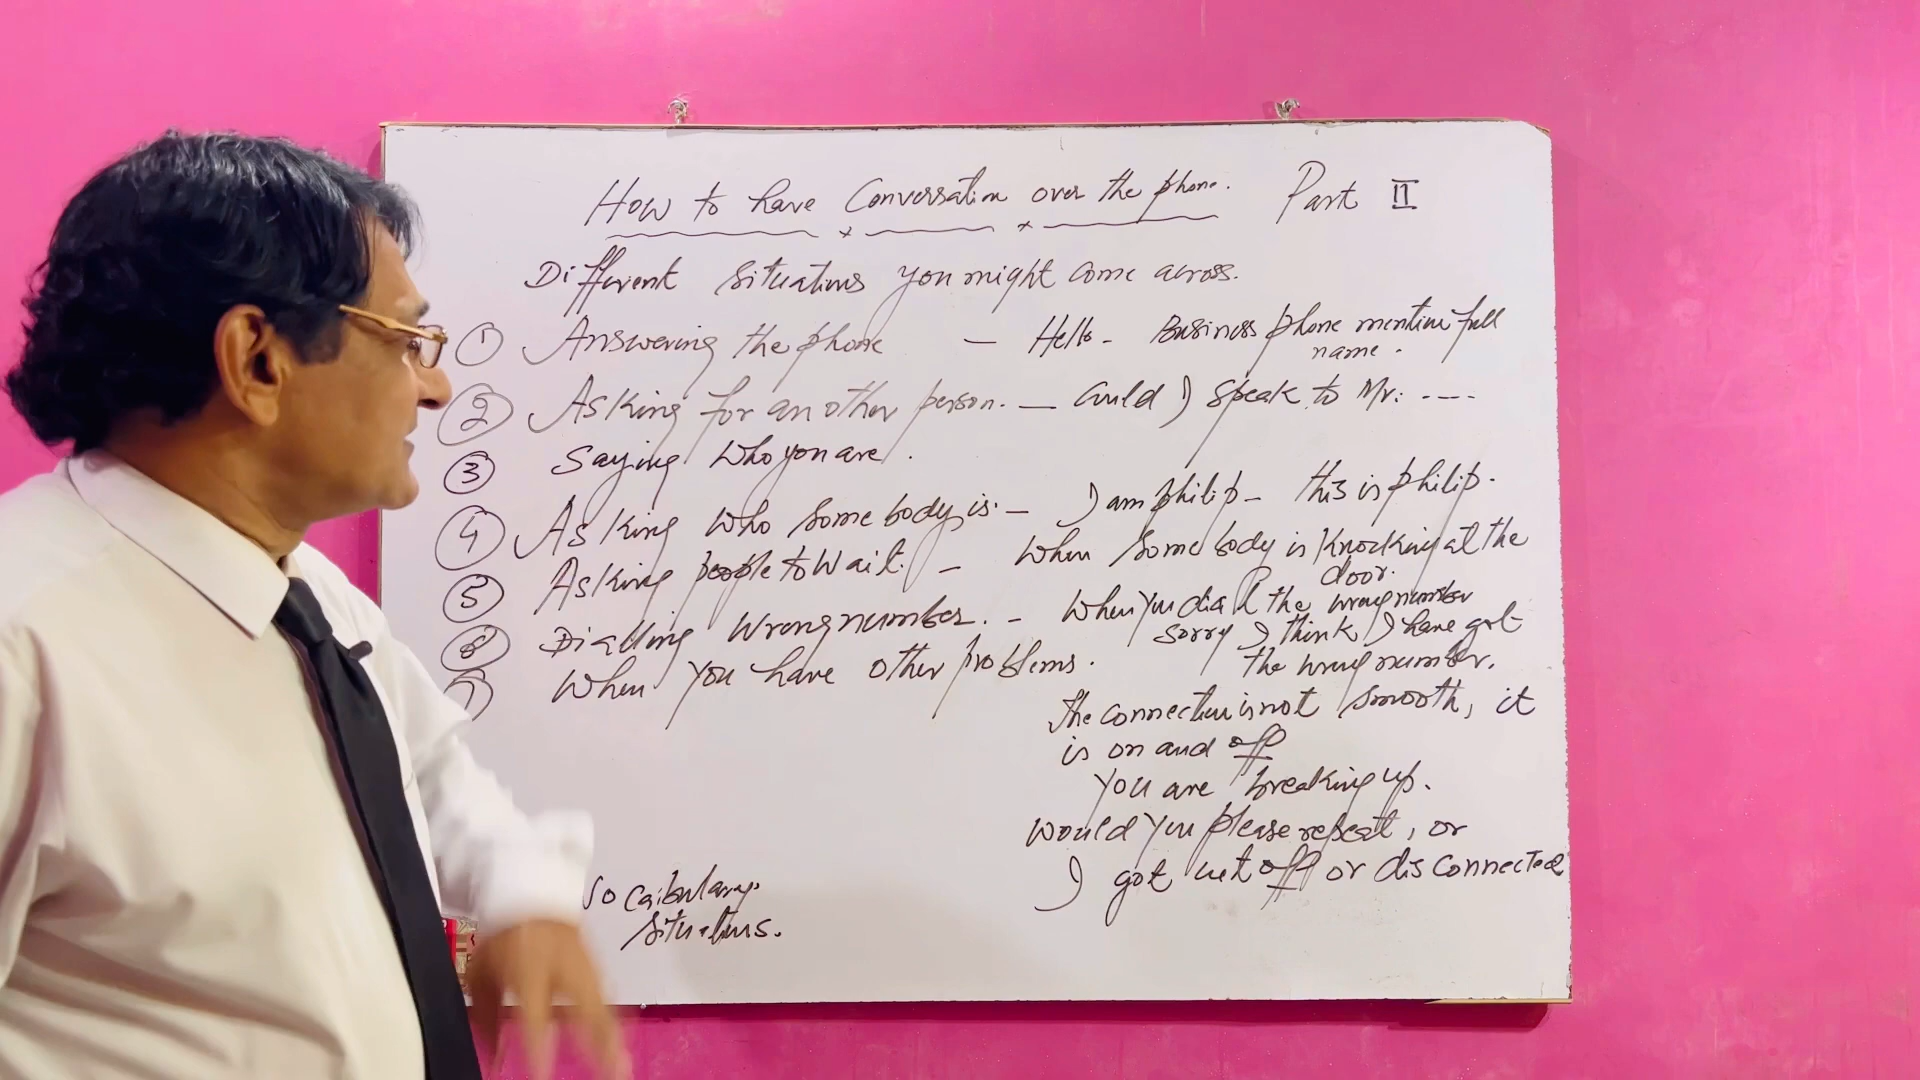 How to have Conversation over the phone. Part II
Different situations you might come across.
① Answering the phone — Hello - Business phone mention full
name.
② Asking for another person. — Could I speak to Mr: ----
③ Saying who you are.
④ Asking who somebody is. — I am philip - this is philip.
⑤ Asking people to wait. — When somebody is knocking at the
door.
⑥ Dialling wrong number. - When you dial the wrong number
sorry I think I have got
the wrong number.
⑦ When you have other problems.
The connection is not smooth, it
is on and off
You are breaking up.
Would you please repeat, or
I got cut off or disconnected
Vocaibulary.
Situations.